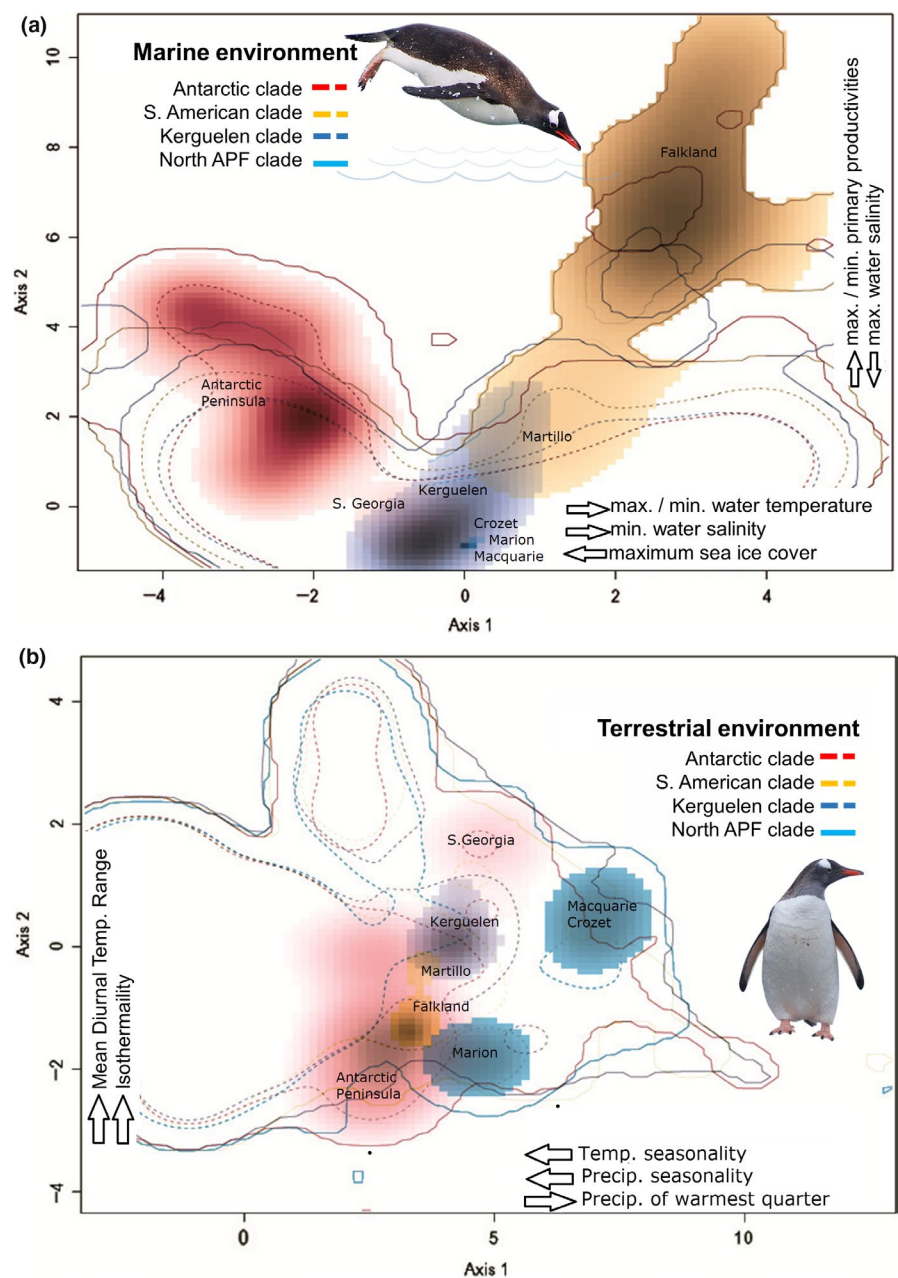 (a)
Marine environment
Antarctic clade
S. American clade
Kerguelen clade
North APF clade
10
8
6
4
2
0
Axis 2
Falkland
max. / min. primary productivities
max. water salinity
Antarctic
Peninsula
Martillo
S. Georgia
Kerguelen
Crozet
Marion
Macquarie
max. / min. water temperature
min. water salinity
maximum sea ice cover
−4
−2
0
2
4
Axis 1
(b)
Terrestrial environment
Antarctic clade
S. American clade
Kerguelen clade
North APF clade
4
2
0
−2
−4
Axis 2
Mean Diurnal Temp. Range
Isothermaility
S.Georgia
Kerguelen
Macquarie
Crozet
Martillo
Falkland
Marion
Antarctic
Peninsula
Temp. seasonality
Precip. seasonality
Precip. of warmest quarter
0
5
10
Axis 1